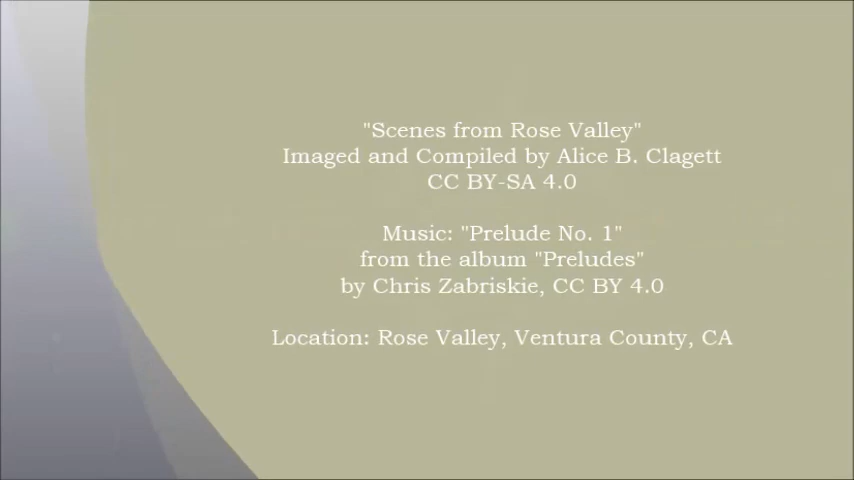 "Scenes from Rose Valley"
Imaged and Compiled by Alice B. Clagett
CC BY-SA 4.0
Music: "Prelude No. 1"
from the album "Preludes"
by Chris Zabriskie, CC BY 4.0
Location: Rose Valley, Ventura County, CA